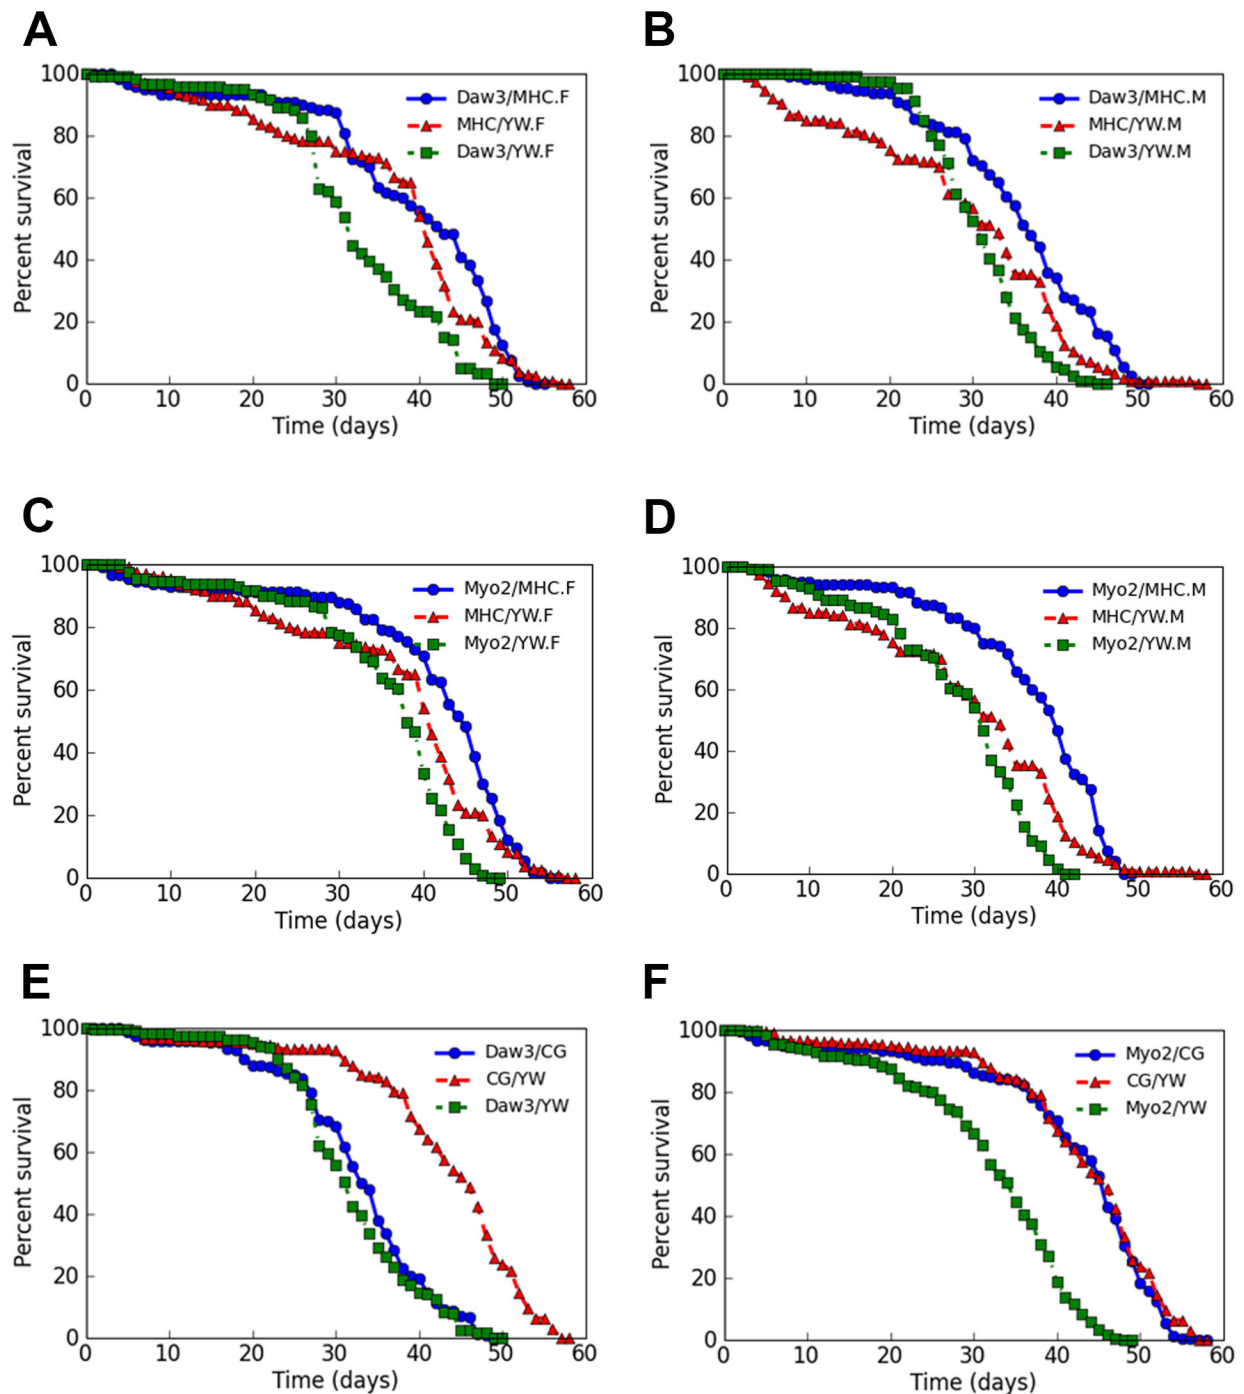 A
100
80
60
40
20
0
Percent survival
Daw3/MHC.F
MHC/YW.F
Daw3/YW.F
0 10 20 30 40 50 60
Time (days)
B
100
80
60
40
20
0
Percent survival
Daw3/MHC.M
MHC/YW.M
Daw3/YW.M
0 10 20 30 40 50 60
Time (days)
C
100
80
60
40
20
0
Percent survival
Myo2/MHC.F
MHC/YW.F
Myo2/YW.F
0 10 20 30 40 50 60
Time (days)
D
100
80
60
40
20
0
Percent survival
Myo2/MHC.M
MHC/YW.M
Myo2/YW.M
0 10 20 30 40 50 60
Time (days)
E
100
80
60
40
20
0
Percent survival
Daw3/CG
CG/YW
Daw3/YW
0 10 20 30 40 50 60
Time (days)
F
100
80
60
40
20
0
Percent survival
Myo2/CG
CG/YW
Myo2/YW
0 10 20 30 40 50 60
Time (days)